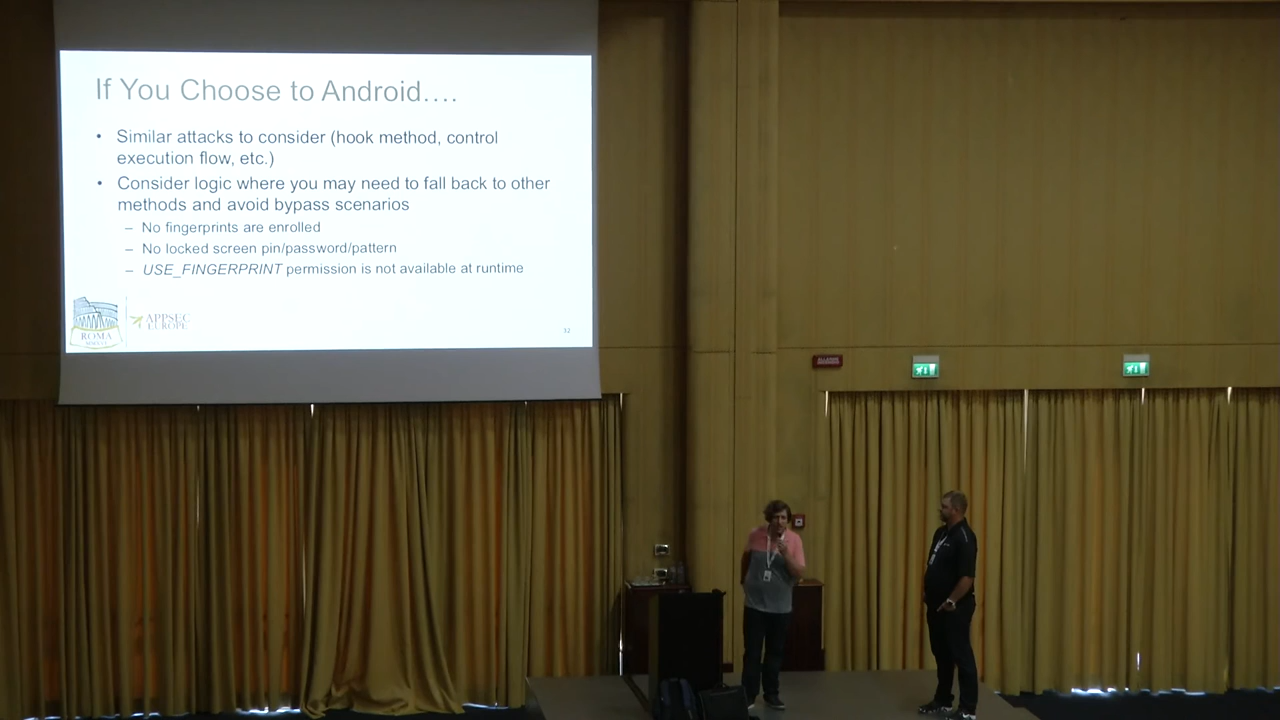 If You Choose to Android....
• Similar attacks to consider (hook method, control
execution flow, etc.)
• Consider logic where you may need to fall back to other
methods and avoid bypass scenarios
– No fingerprints are enrolled
– No locked screen pin/password/pattern
– USE_FINGERPRINT permission is not available at runtime
ROMA
APPSEC
EUROPE
32